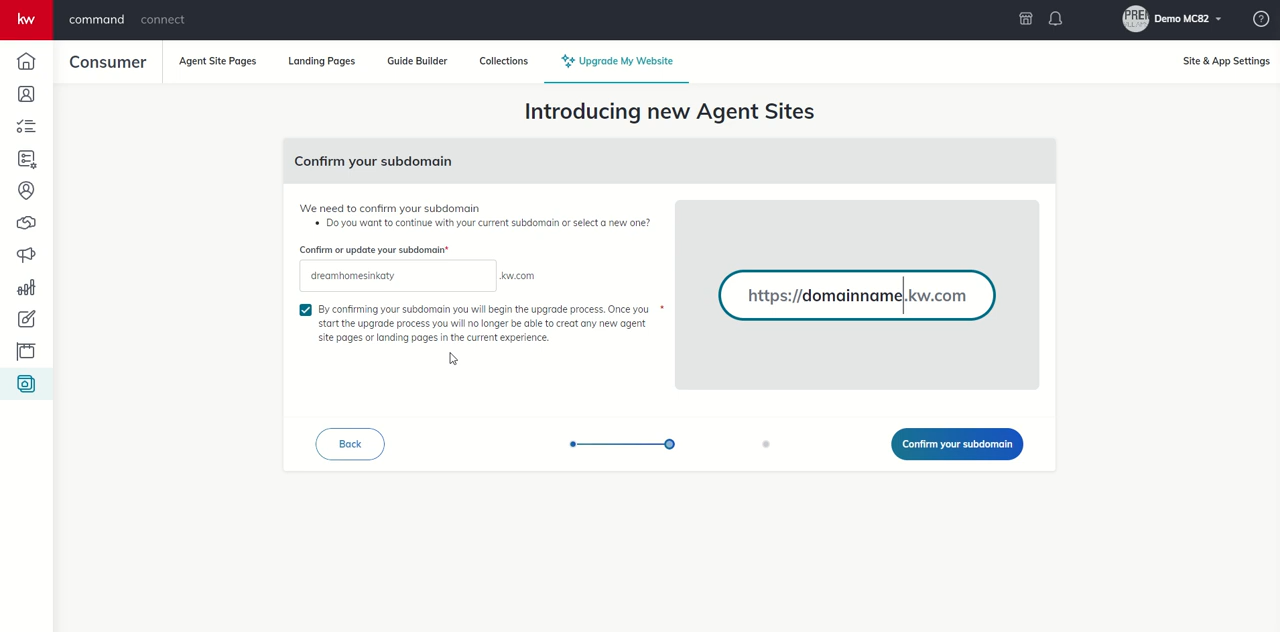 kw command connect Demo MC82
Consumer Agent Site Pages Landing Pages Guide Builder Collections Upgrade My Website Site & App Settings
Introducing new Agent Sites
Confirm your subdomain
We need to confirm your subdomain
• Do you want to continue with your current subdomain or select a new one?
Confirm or update your subdomain*
dreamhomesinkaty .kw.com
By confirming your subdomain you will begin the upgrade process. Once you *
start the upgrade process you will no longer be able to creat any new agent
site pages or landing pages in the current experience.
https://domainname.kw.com
Back Confirm your subdomain